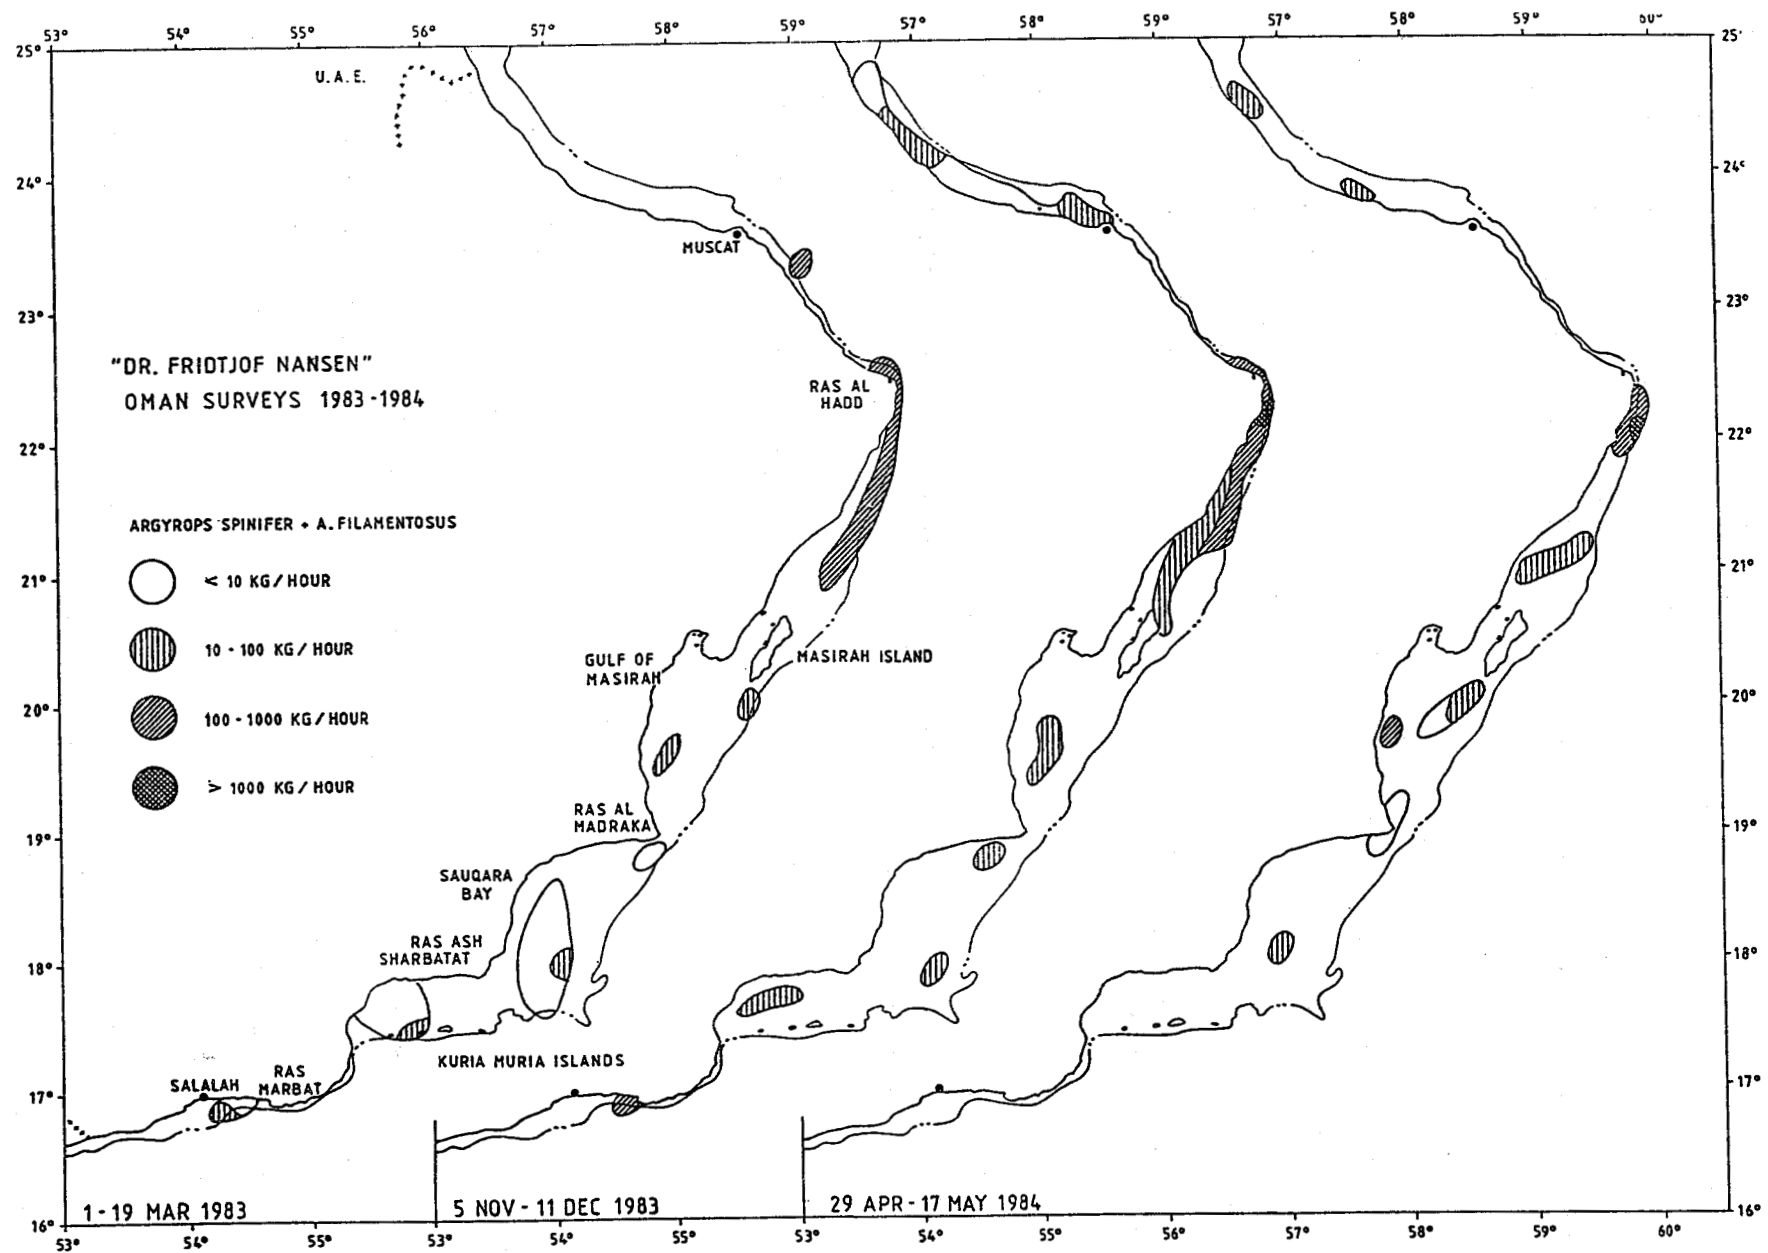 53° 54° 55° 56° 57° 58° 59° 57° 58° 59° 57° 58° 59° 60°
25° 25°
U.A.E.
24° 24°
MUSCAT
23° 23°
"DR. FRIDTJOF NANSEN"
OMAN SURVEYS 1983-1984
RAS AL
HADD
22° 22°
ARGYROPS SPINIFER + A. FILAMENTOSUS
< 10 KG/HOUR
21° 21°
10 - 100 KG/HOUR
GULF OF
MASIRAH
MASIRAH ISLAND
20° 20°
100 - 1000 KG/HOUR
> 1000 KG/HOUR
RAS AL
MADRAKA
19° 19°
SAUQARA
BAY
RAS ASH
SHARBATAT
18° 18°
KURIA MURIA ISLANDS
SALALAH
RAS
MARBAT
17° 17°
1-19 MAR 1983
5 NOV - 11 DEC 1983
29 APR - 17 MAY 1984
16° 16°
53° 54° 55° 53° 54° 55° 53° 54° 55° 57° 58° 59° 60°